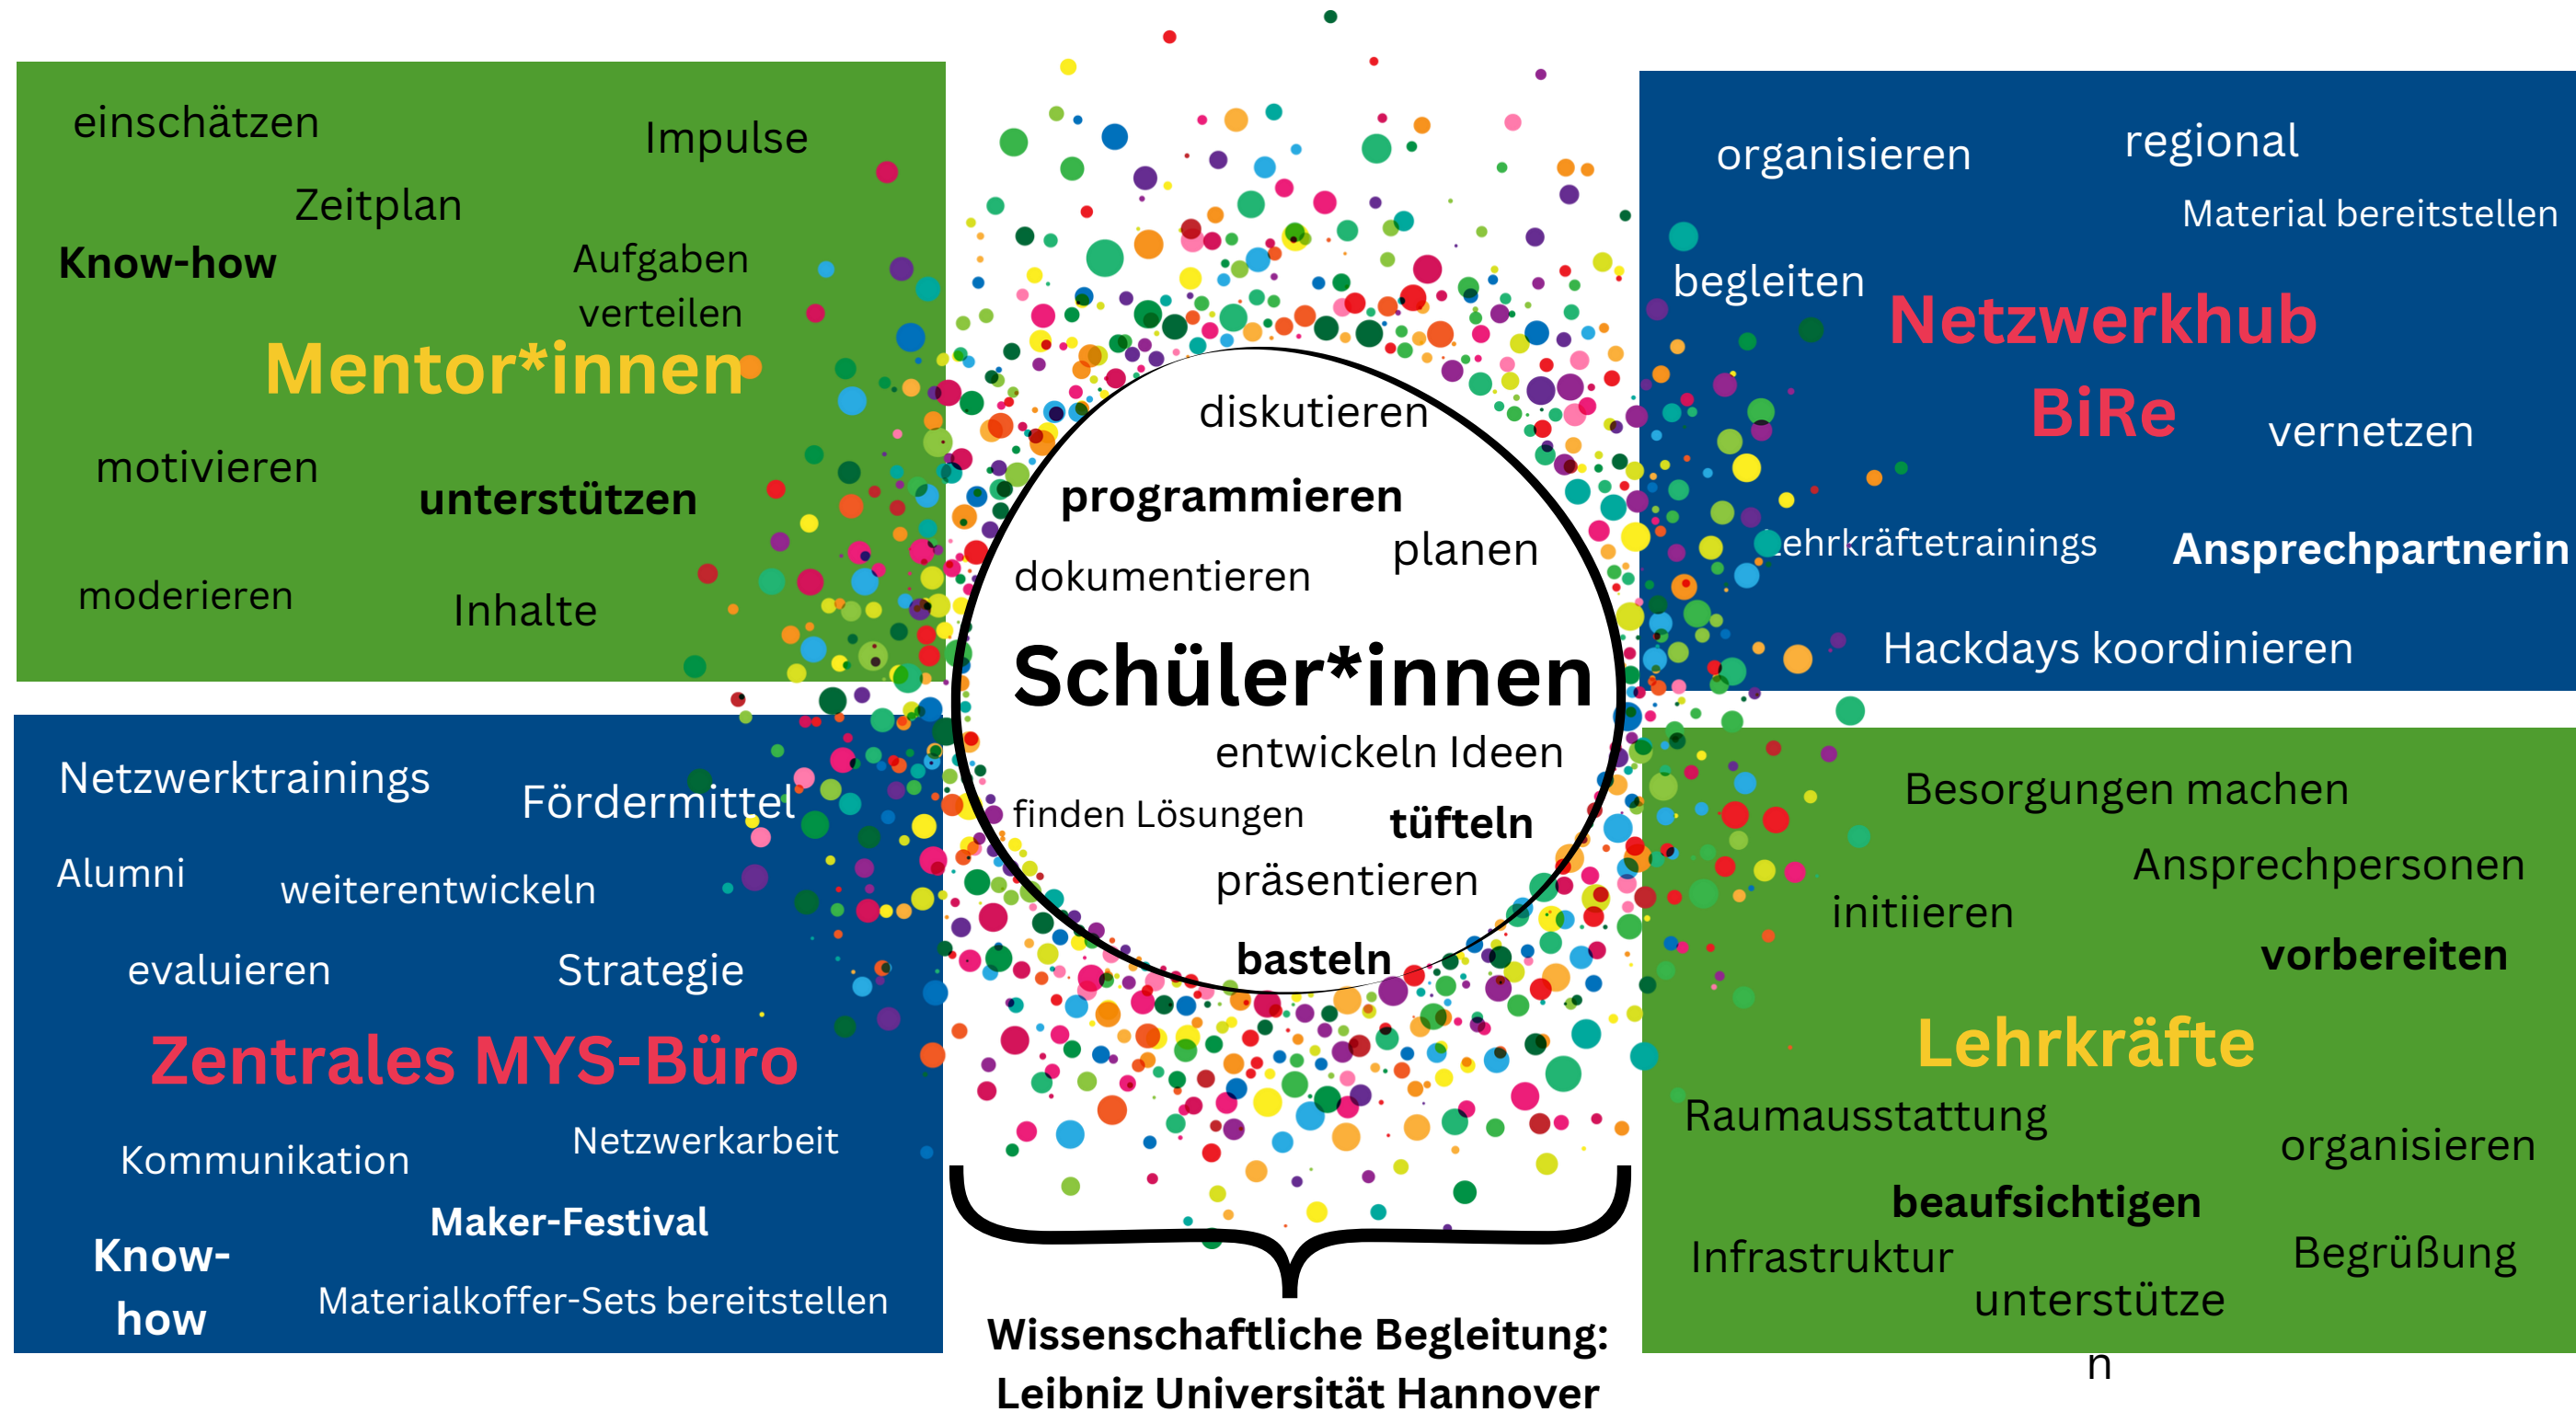 einschätzen
Impulse
Zeitplan
Know-how
Aufgaben
verteilen
Mentor*innen
motivieren
unterstützen
moderieren
Inhalte
organisieren
regional
Material bereitstellen
begleiten
Netzwerkhub
BiRe
vernetzen
Lehrkräftetrainings
Ansprechpartnerin
Hackdays koordinieren
diskutieren
programmieren
planen
dokumentieren
Schüler*innen
entwickeln Ideen
finden Lösungen
tüfteln
präsentieren
basteln
Netzwerktrainings
Fördermittel
Alumni
weiterentwickeln
evaluieren
Strategie
Zentrales MYS-Büro
Kommunikation
Netzwerkarbeit
Maker-Festival
Know-
how
Materialkoffer-Sets bereitstellen
Besorgungen machen
Ansprechpersonen
initiieren
vorbereiten
Lehrkräfte
Raumausstattung
organisieren
beaufsichtigen
Infrastruktur
Begrüßung
unterstütze
n
Wissenschaftliche Begleitung:
Leibniz Universität Hannover